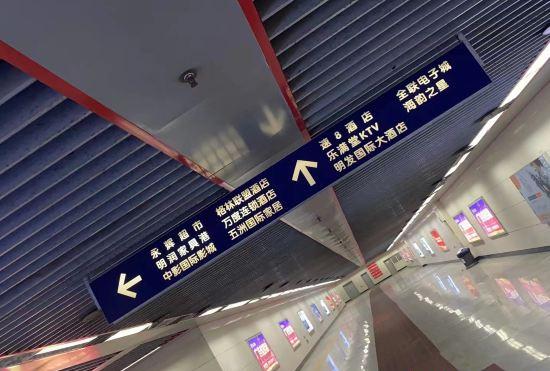 永辉超市
明润家具港
中影国际影城
格林联盟酒店
万度连锁酒店
五洲国际家居
速8酒店
乐满堂KTV
明发国际大酒店
全联电子城
海韵之星